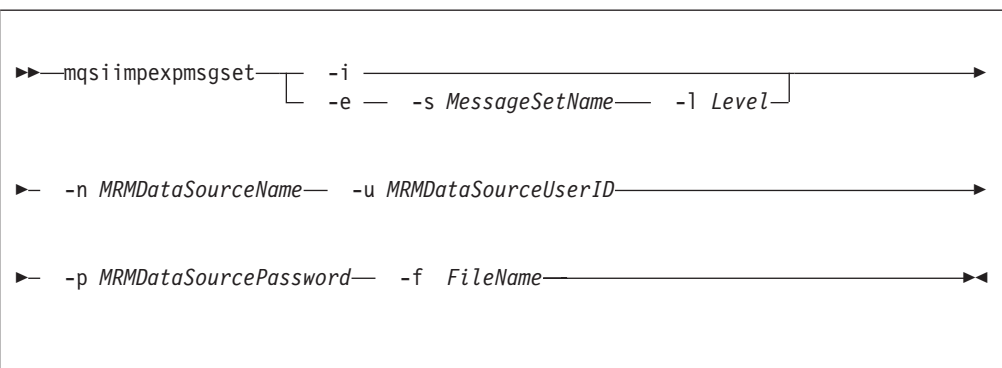 mqsiimpexpmsgset -i
-e -s MessageSetName -l Level
-n MRMDataSourceName -u MRMDataSourceUserID
-p MRMDataSourcePassword -f FileName